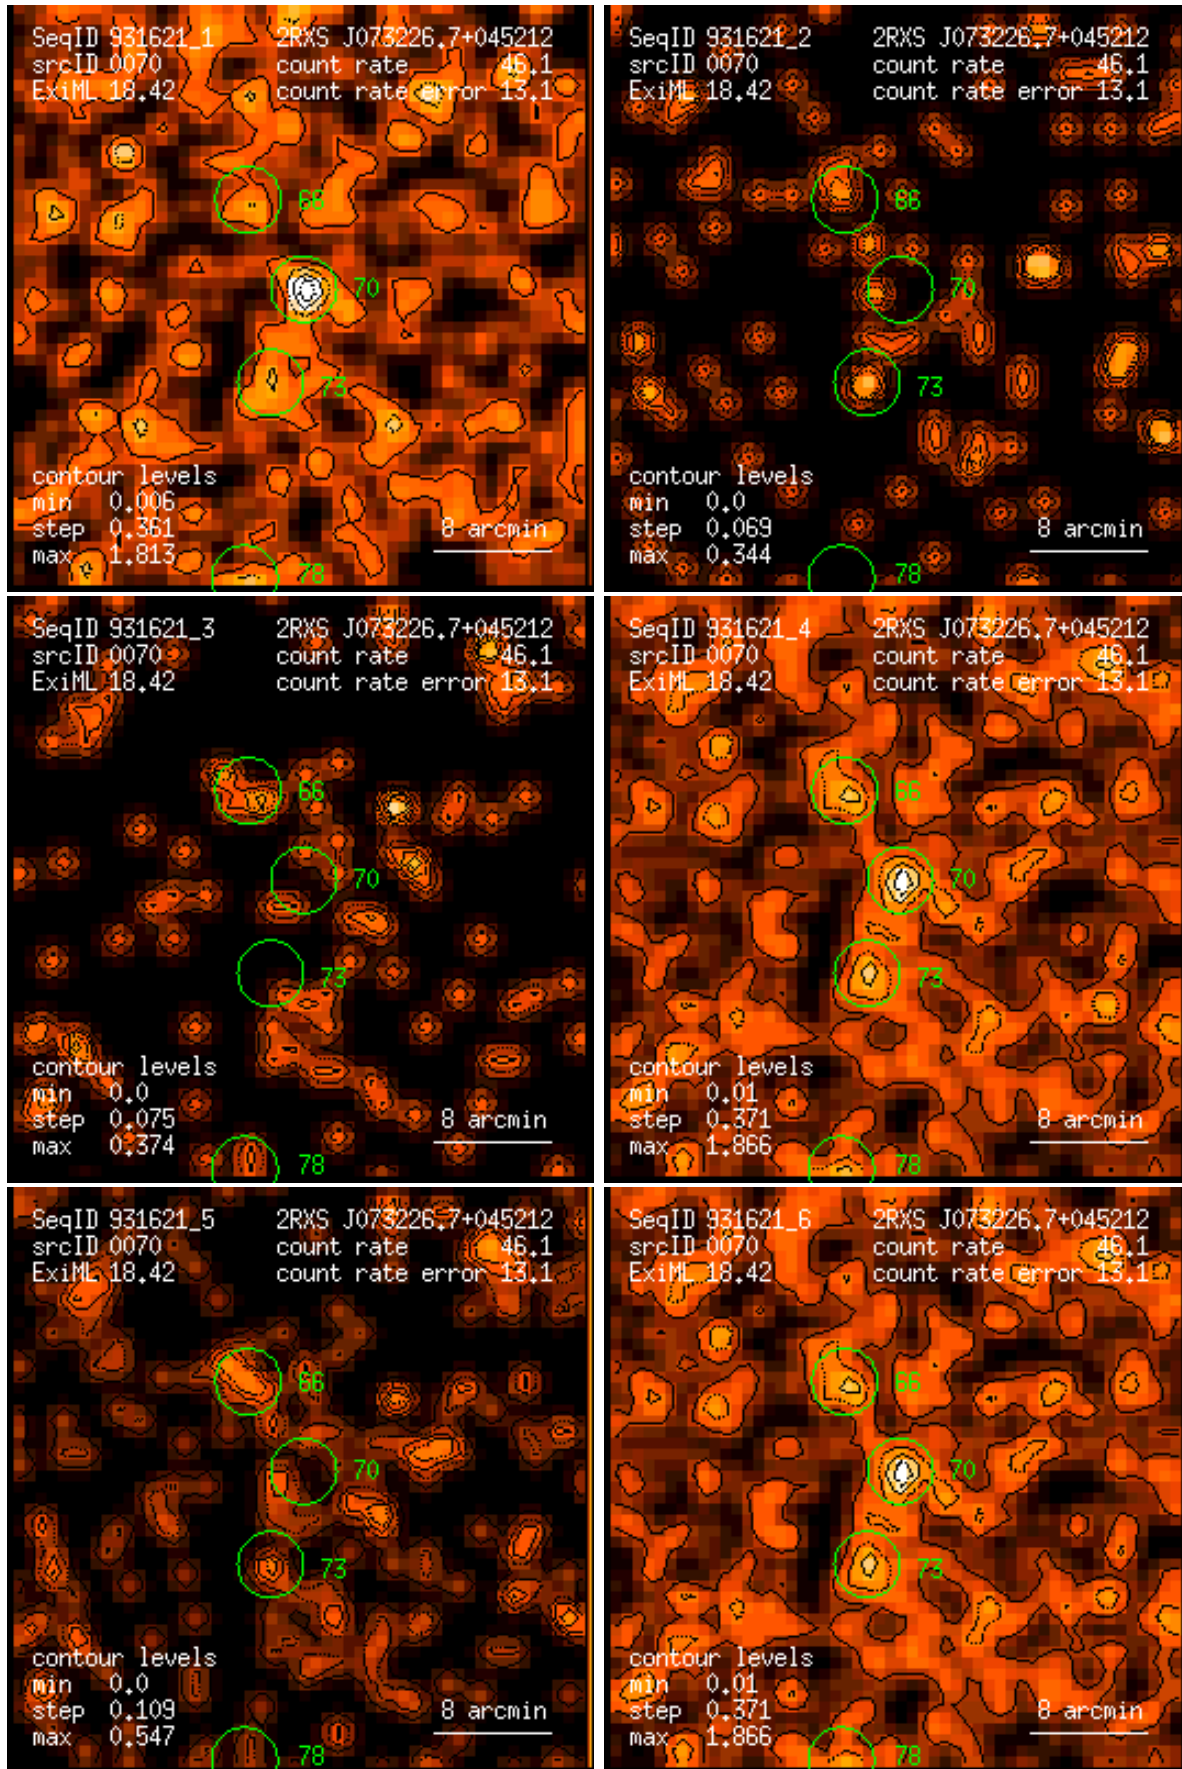 SeqID 931621_1 2RXS J073226.7+045212
srcID 0070 count rate 46.1
ExiML 18.42 count rate error 13.1
66
70
73
contour levels
min 0.006
step 0.361
max 1.813
8 arcmin
78
SeqID 931621_2 2RXS J073226.7+045212
srcID 0070 count rate 46.1
ExiML 18.42 count rate error 13.1
66
70
73
contour levels
min 0.0
step 0.069
max 0.344
8 arcmin
78
SeqID 931621_3 2RXS J073226.7+045212
srcID 0070 count rate 46.1
ExiML 18.42 count rate error 13.1
66
70
73
contour levels
min 0.0
step 0.075
max 0.374
8 arcmin
78
SeqID 931621_4 2RXS J073226.7+045212
srcID 0070 count rate 46.1
ExiML 18.42 count rate error 13.1
66
70
73
contour levels
min 0.01
step 0.371
max 1.866
8 arcmin
78
SeqID 931621_5 2RXS J073226.7+045212
srcID 0070 count rate 46.1
ExiML 18.42 count rate error 13.1
66
70
73
contour levels
min 0.0
step 0.109
max 0.547
8 arcmin
78
SeqID 931621_6 2RXS J073226.7+045212
srcID 0070 count rate 46.1
ExiML 18.42 count rate error 13.1
66
70
73
contour levels
min 0.01
step 0.371
max 1.866
8 arcmin
78